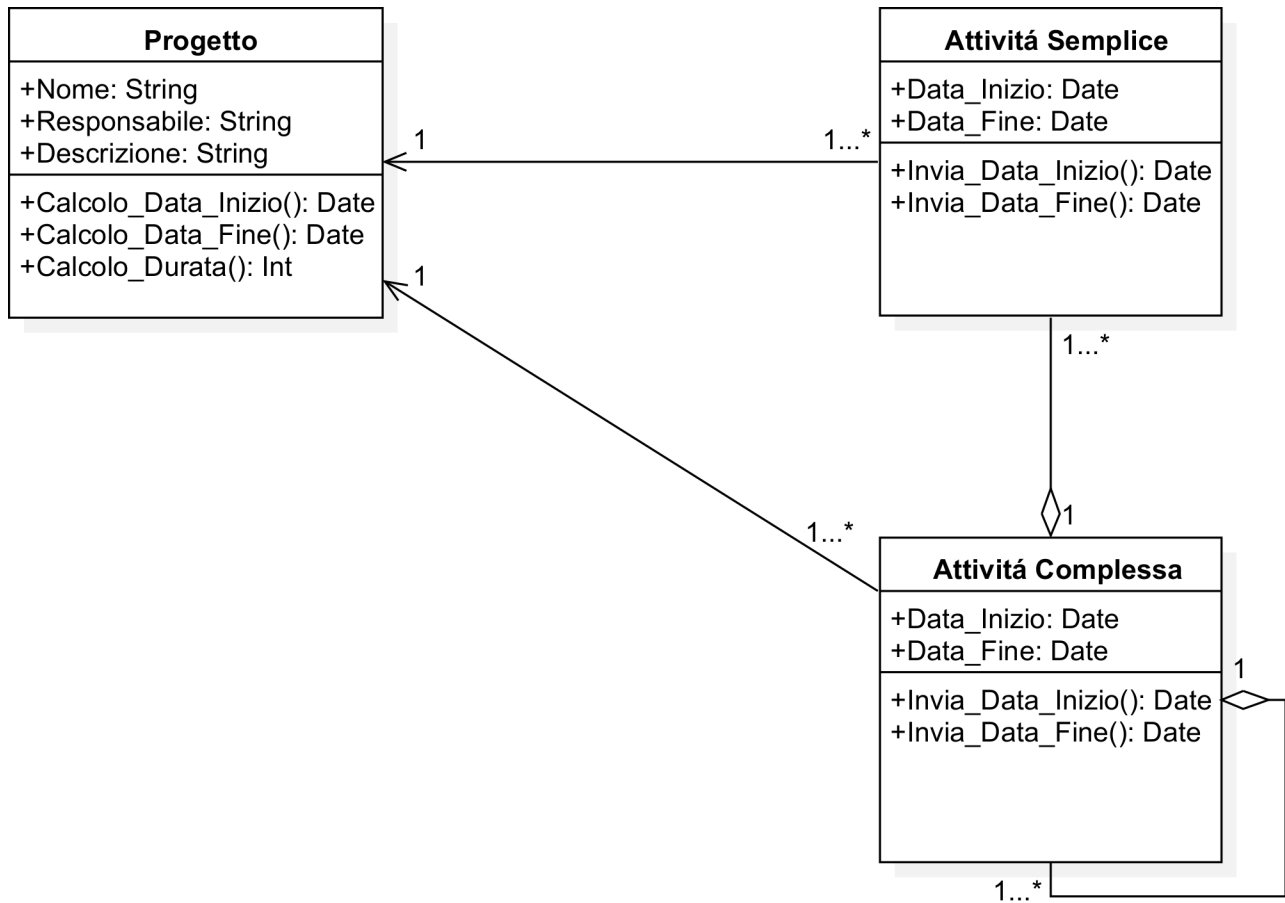 Progetto
+Nome: String
+Responsabile: String
+Descrizione: String
+Calcolo_Data_Inizio(): Date
+Calcolo_Data_Fine(): Date
+Calcolo_Durata(): Int
1
1...*
1
1...*
Attivitá Semplice
+Data_Inizio: Date
+Data_Fine: Date
+Invia_Data_Inizio(): Date
+Invia_Data_Fine(): Date
1...*
1
Attivitá Complessa
+Data_Inizio: Date
+Data_Fine: Date
+Invia_Data_Inizio(): Date
+Invia_Data_Fine(): Date
1
1...*